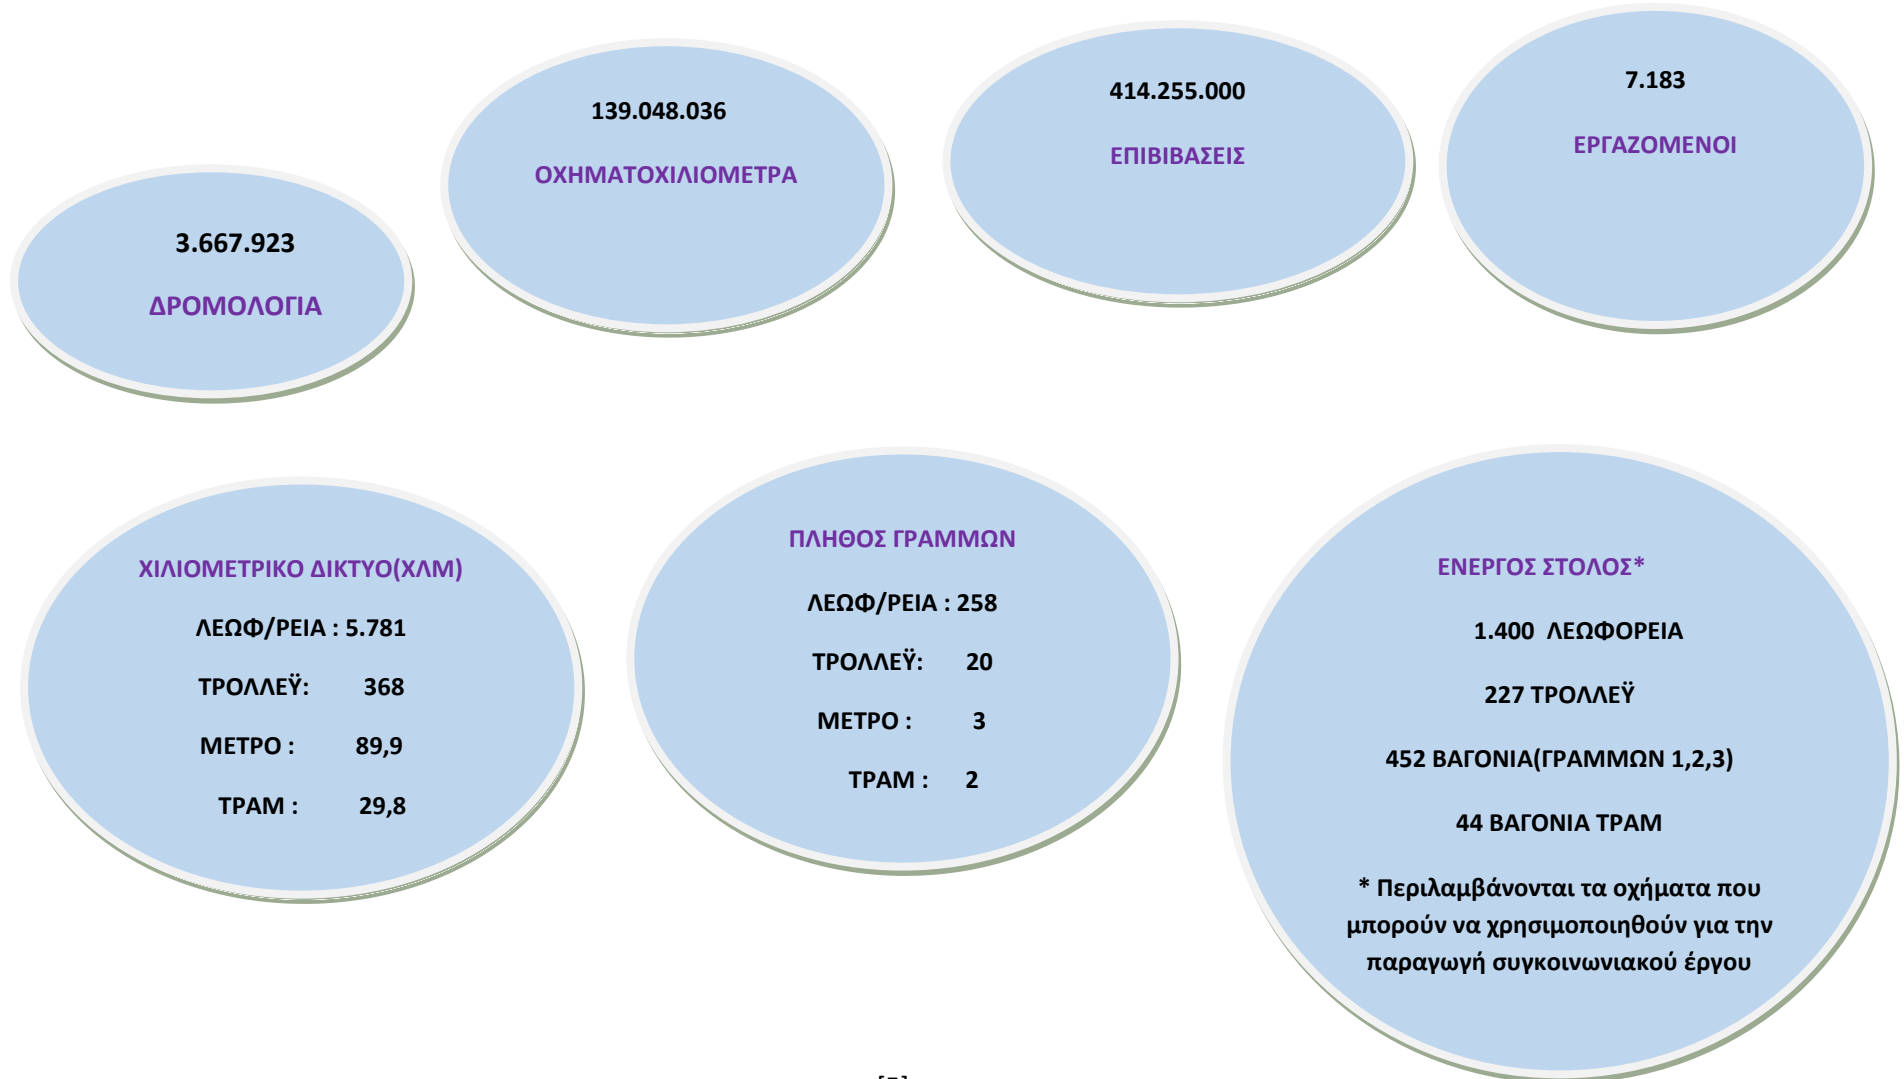 3.667.923
ΔΡΟΜΟΛΟΓΙΑ
139.048.036
ΟΧΗΜΑΤΟΧΙΛΙΟΜΕΤΡΑ
414.255.000
ΕΠΙΒΙΒΑΣΕΙΣ
7.183
ΕΡΓΑΖΟΜΕΝΟΙ
ΧΙΛΙΟΜΕΤΡΙΚΟ ΔΙΚΤΥΟ(ΧΛΜ)
ΛΕΩΦ/ΡΕΙΑ : 5.781
ΤΡΟΛΛΕΫ: 368
ΜΕΤΡΟ : 89,9
ΤΡΑΜ : 29,8
ΠΛΗΘΟΣ ΓΡΑΜΜΩΝ
ΛΕΩΦ/ΡΕΙΑ : 258
ΤΡΟΛΛΕΫ: 20
ΜΕΤΡΟ : 3
ΤΡΑΜ : 2
ΕΝΕΡΓΟΣ ΣΤΟΛΟΣ*
1.400 ΛΕΩΦΟΡΕΙΑ
227 ΤΡΟΛΛΕΫ
452 ΒΑΓΟΝΙΑ(ΓΡΑΜΜΩΝ 1,2,3)
44 ΒΑΓΟΝΙΑ ΤΡΑΜ
* Περιλαμβάνονται τα οχήματα που
μπορούν να χρησιμοποιηθούν για την
παραγωγή συγκοινωνιακού έργου